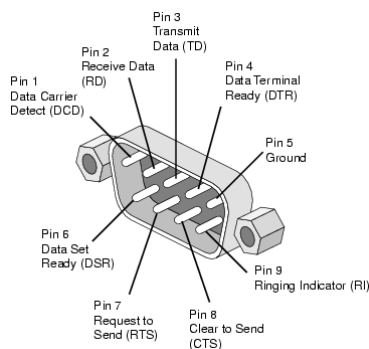 Pin 3
Transmit
Data (TD)
Pin 2
Receive Data
(RD)
Pin 4
Data Terminal
Ready (DTR)
Pin 1
Data Carrier
Detect (DCD)
Pin 5
Ground
Pin 6
Data Set
Ready (DSR)
Pin 9
Ringing Indicator (RI)
Pin 7
Request to
Send (RTS)
Pin 8
Clear to Send
(CTS)